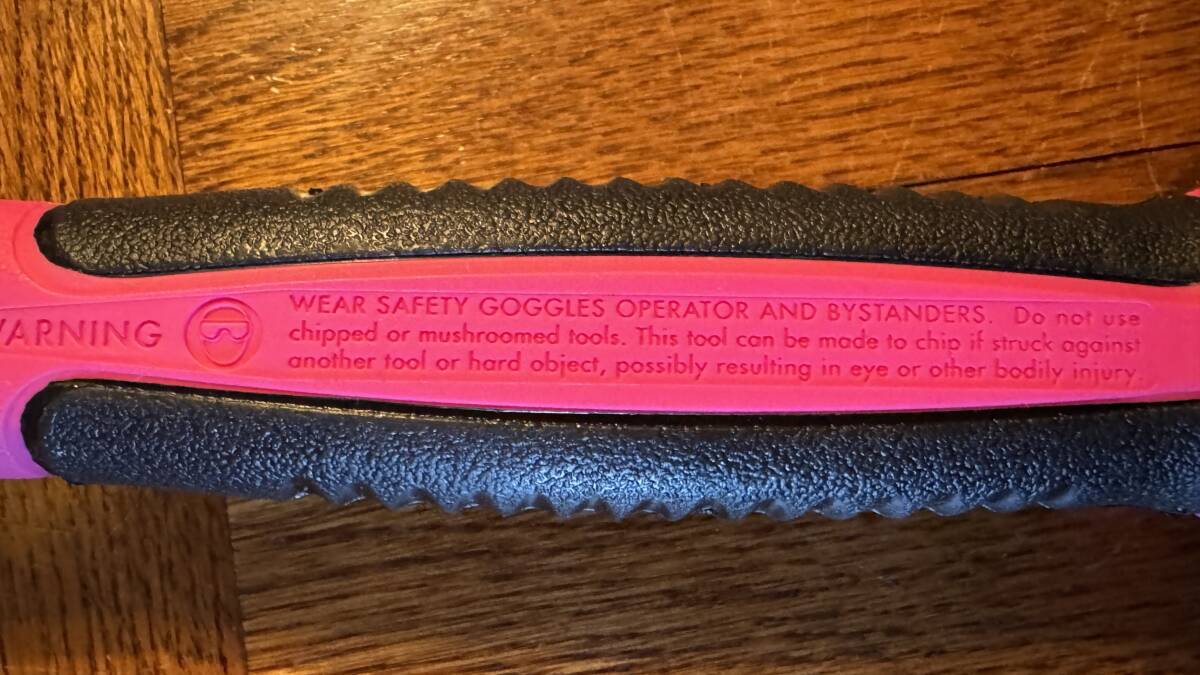 WARNING
WEAR SAFETY GOGGLES OPERATOR AND BYSTANDERS. Do not use
chipped or mushroomed tools. This tool can be made to chip if struck against
another tool or hard object, possibly resulting in eye or other bodily injury.